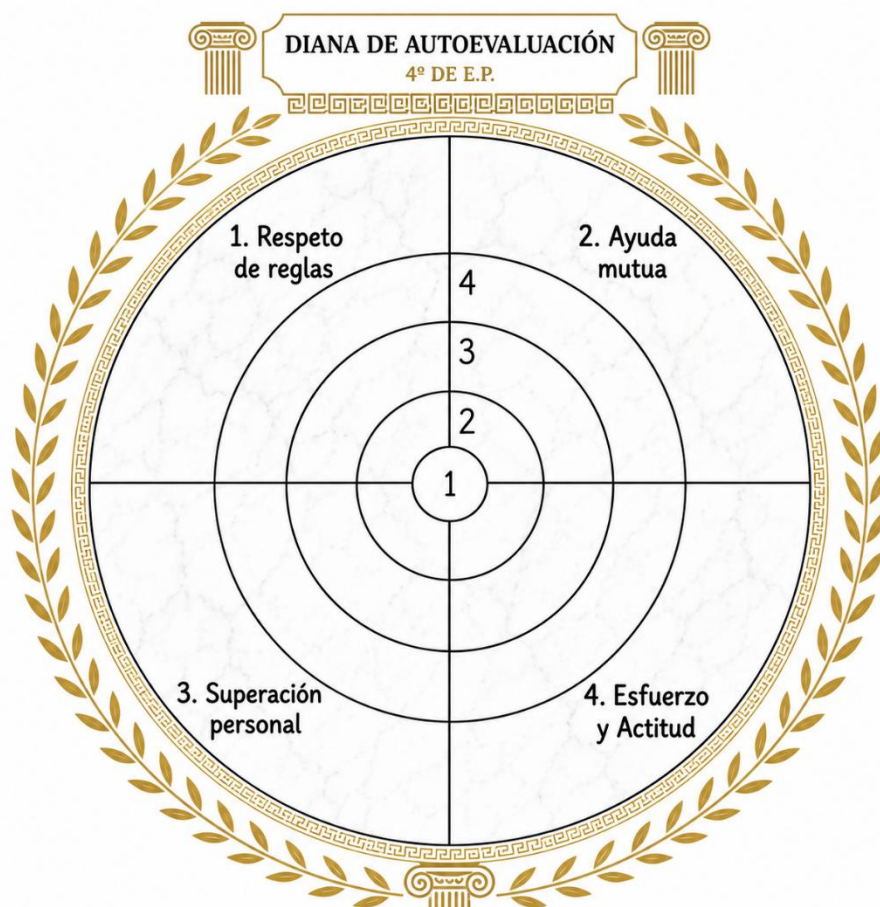 DIANA DE AUTOEVALUACIÓN
4º DE E.P.
1. Respeto
de reglas
2. Ayuda
mutua
4
3
2
1
3. Superación
personal
4. Esfuerzo
y Actitud